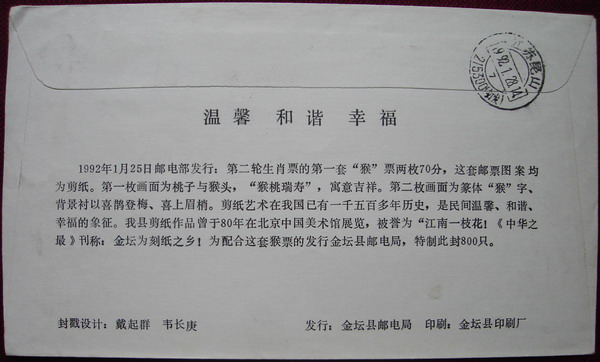 江苏昆山
1992.1.28.14
温馨 和谐 幸福
1992年1月25日邮电部发行：第二轮生肖票的第一套“猴”票两枚70分，这套邮票图案均
为剪纸。第一枚画面为桃子与猴头，“猴桃瑞寿”，寓意吉祥。第二枚画面为篆体“猴”字、
背景衬以喜鹊登梅、喜上眉梢。剪纸艺术在我国已有一千五百多年历史，是民间温馨、和谐、
幸福的象征。我县剪纸作品曾于80年在北京中国美术馆展览，被誉为“江南一枝花！《中华之
最》刊称：金坛为刻纸之乡！为配合这套猴票的发行金坛县邮电局，特制此封800只。
封戳设计：戴起群 韦长庚 发行：金坛县邮电局 印刷：金坛县印刷厂